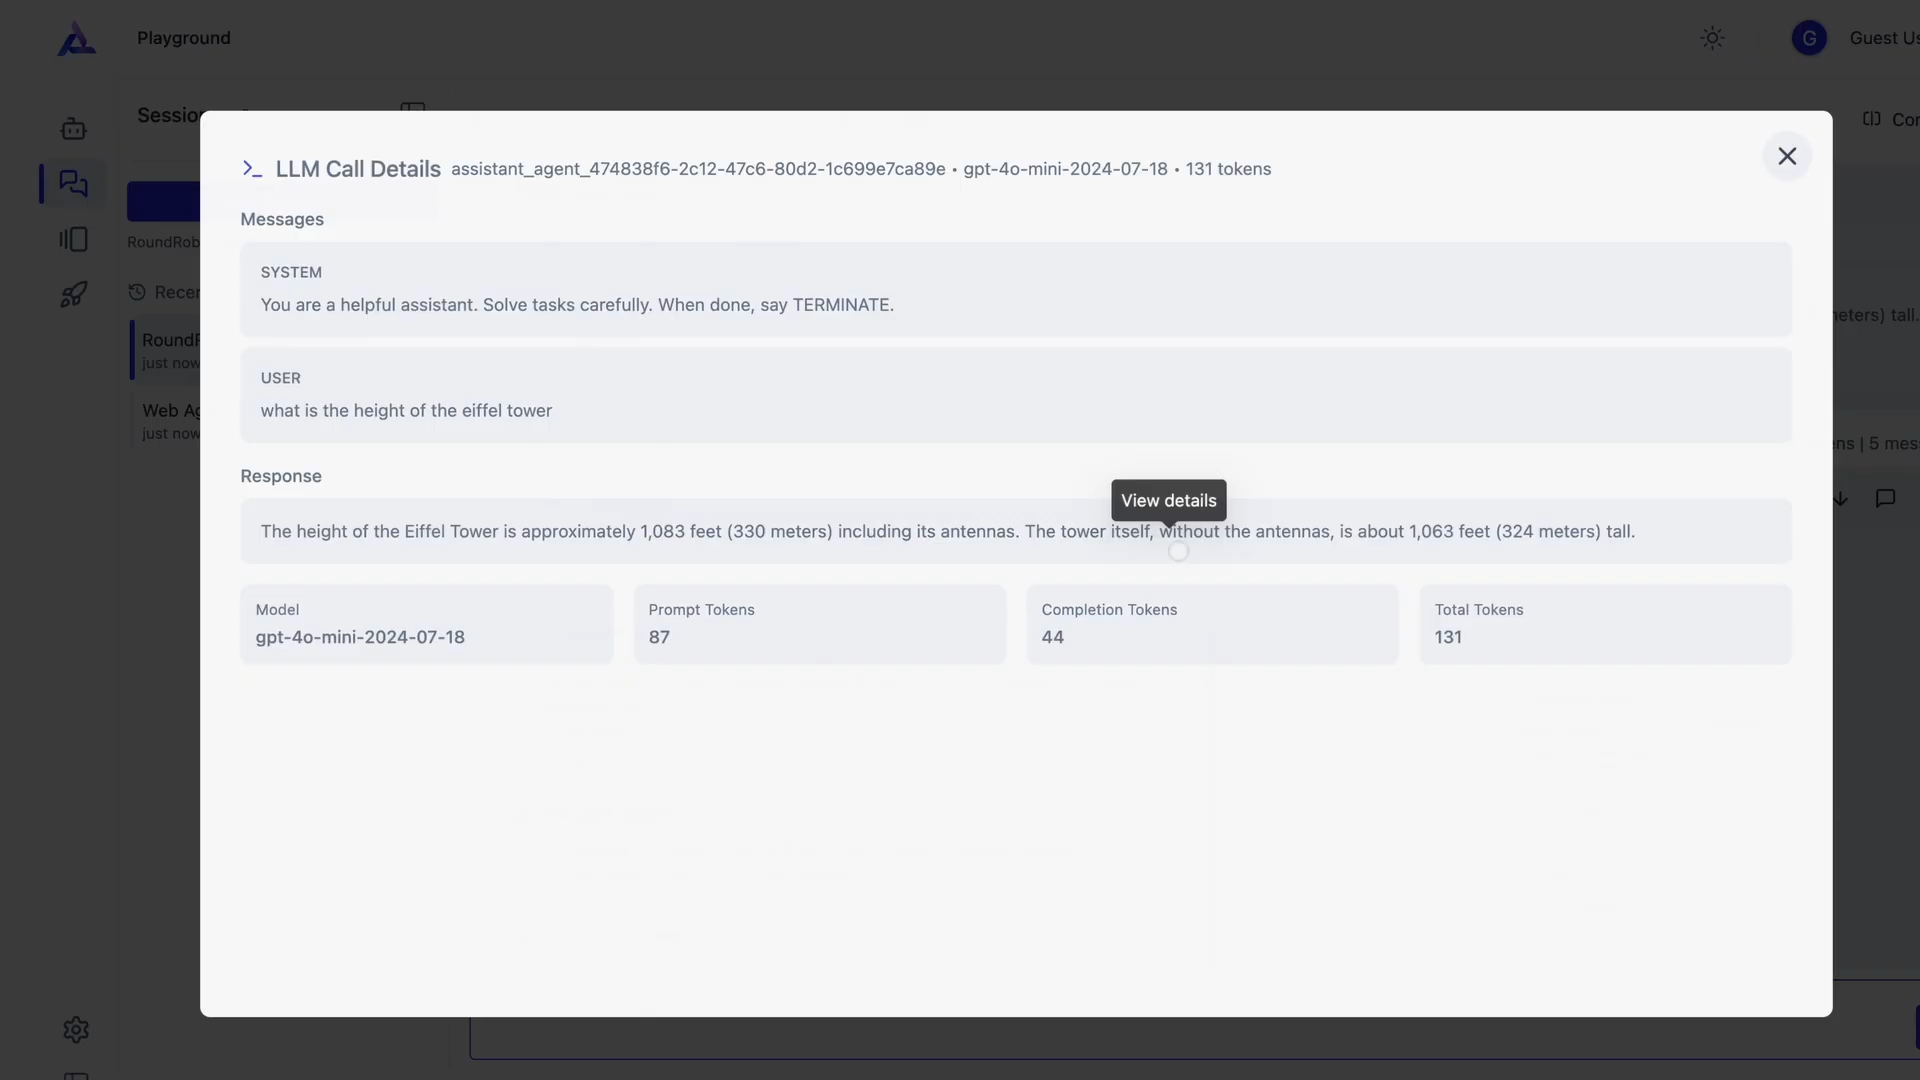 Playground
G
Guest Us
Session
Con
LLM Call Details assistant_agent_474838f6-2c12-47c6-80d2-1c699e7ca89e • gpt-4o-mini-2024-07-18 • 131 tokens
Messages
SYSTEM
You are a helpful assistant. Solve tasks carefully. When done, say TERMINATE.
USER
what is the height of the eiffel tower
RoundRob
Recen
RoundR
just now
Web Ag
just now
meters) tall.
ens | 5 mess
Response
View details
The height of the Eiffel Tower is approximately 1,083 feet (330 meters) including its antennas. The tower itself, without the antennas, is about 1,063 feet (324 meters) tall.
Model
gpt-4o-mini-2024-07-18
Prompt Tokens
87
Completion Tokens
44
Total Tokens
131